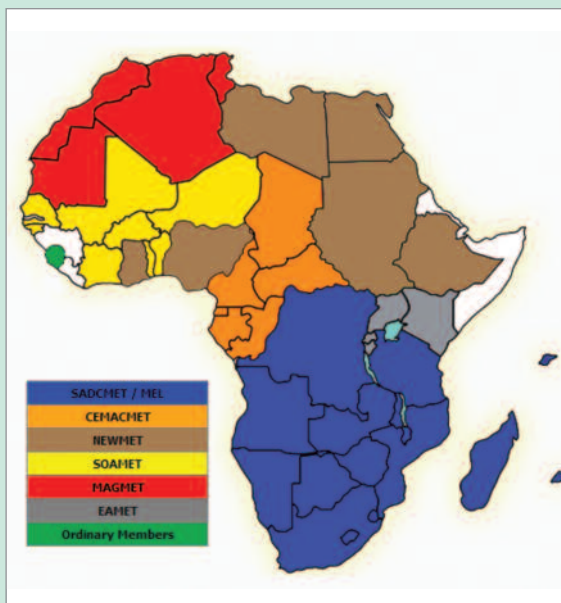 SADCMET / MEL
CEMACMET
NEWMET
SOAMET
MAGMET
EAMET
Ordinary Members